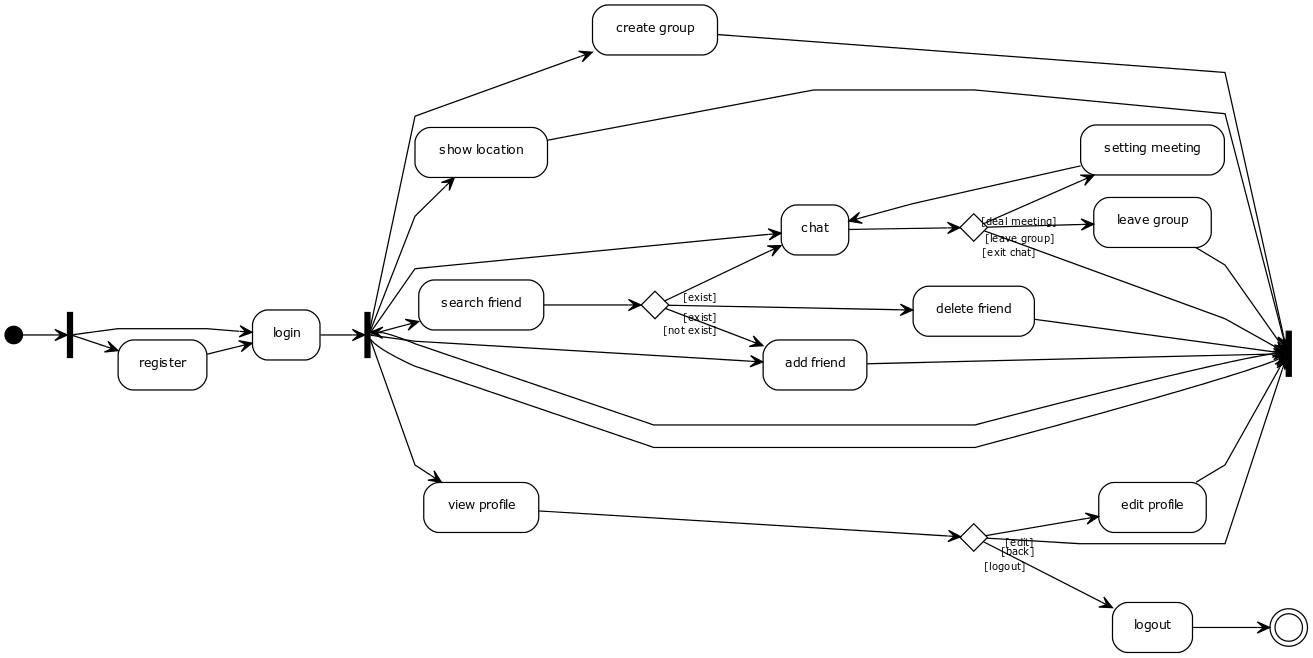 create group
show location
setting meeting
[deal meeting]
leave group
chat
[leave group]
[exit chat]
search friend
[exist]
delete friend
[exist]
[not exist]
login
register
add friend
view profile
edit profile
[edit]
[back]
[logout]
logout